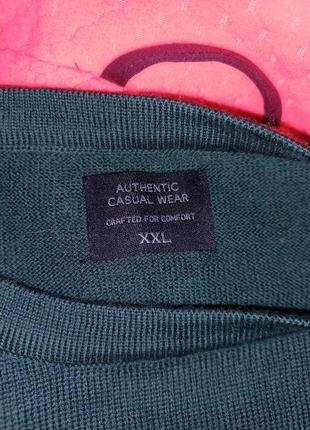 AUTHENTIC
CASUAL WEAR
CRAFTED FOR COMFORT
XXL